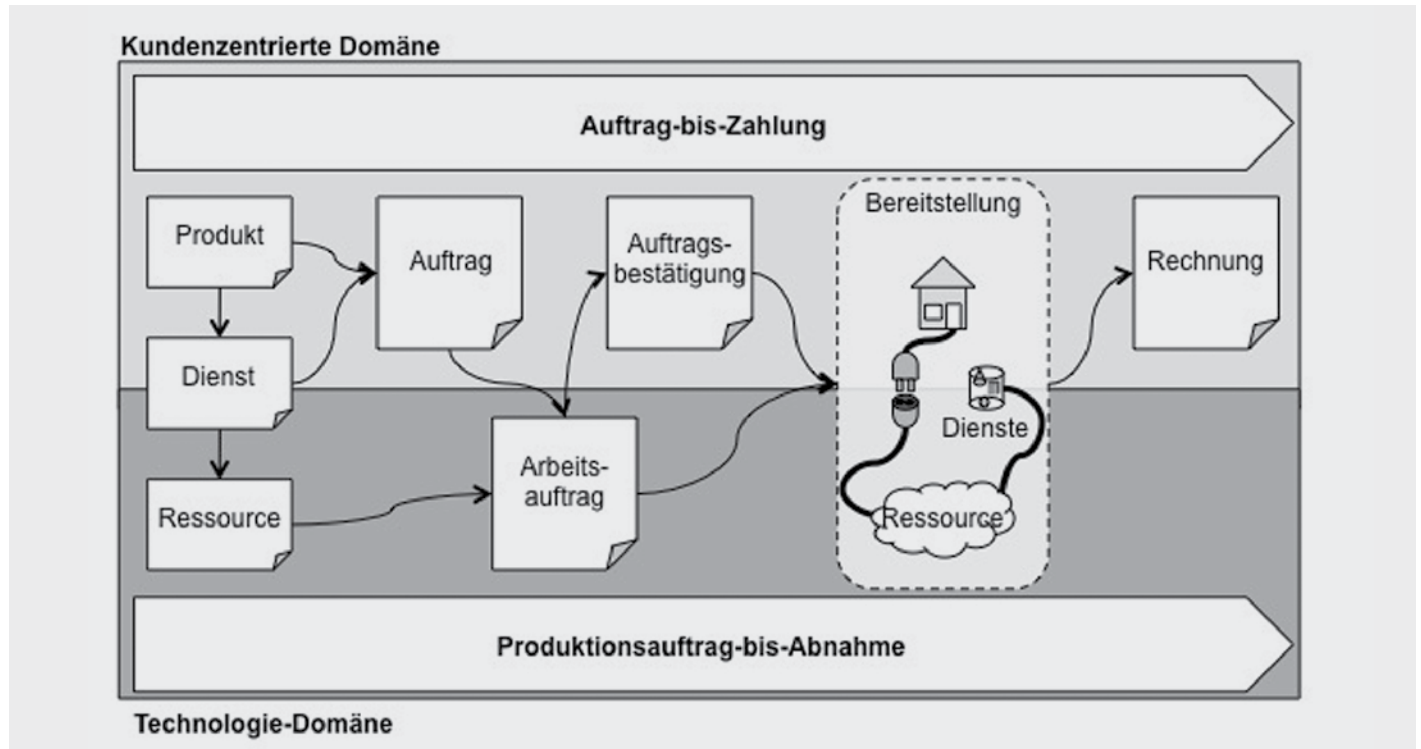 Kundenzentrierte Domäne
Auftrag-bis-Zahlung
Produkt
Auftrag
Auftrags-
bestätigung
Bereitstellung
Rechnung
Dienst
Dienste
Arbeits-
auftrag
Ressource
Ressource
Produktionsauftrag-bis-Abnahme
Technologie-Domäne